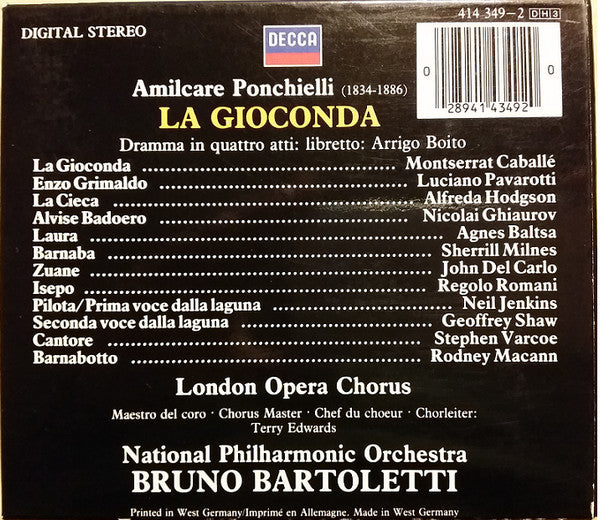 DIGITAL STEREO
DECCA
414 349-2 DH3
0 28941 43492 0
Amilcare Ponchielli (1834-1886)
LA GIOCONDA
Dramma in quattro atti: libretto: Arrigo Boito
La Gioconda ........ Montserrat Caballé
Enzo Grimaldo ........ Luciano Pavarotti
La Cieca ........ Alfreda Hodgson
Alvise Badoero ........ Nicolai Ghiaurov
Laura ........ Agnes Baltsa
Barnaba ........ Sherrill Milnes
Zuane ........ John Del Carlo
Isepo ........ Regolo Romani
Pilota/Prima voce dalla laguna ........ Neil Jenkins
Seconda voce dalla laguna ........ Geoffrey Shaw
Cantore ........ Stephen Varcoe
Barnabotto ........ Rodney Macann
London Opera Chorus
Maestro del coro · Chorus Master · Chef du choeur · Chorleiter:
Terry Edwards
National Philharmonic Orchestra
BRUNO BARTOLETTI
Printed in West Germany/Imprimé en Allemagne. Made in West Germany